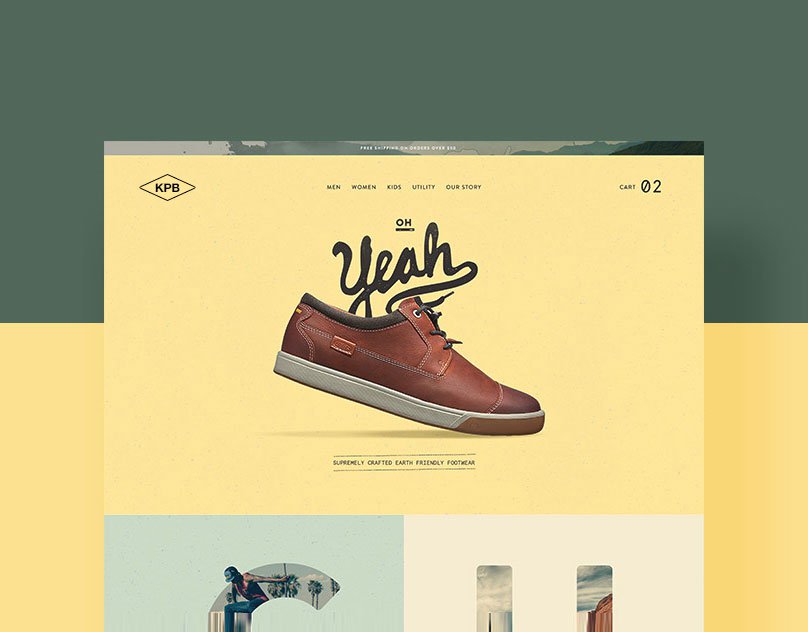 FREE SHIPPING ON ORDERS OVER $50
KPB
MEN WOMEN KIDS UTILITY OUR STORY
CART 02
OH
Yeah
SUPREMELY CRAFTED EARTH FRIENDLY FOOTWEAR